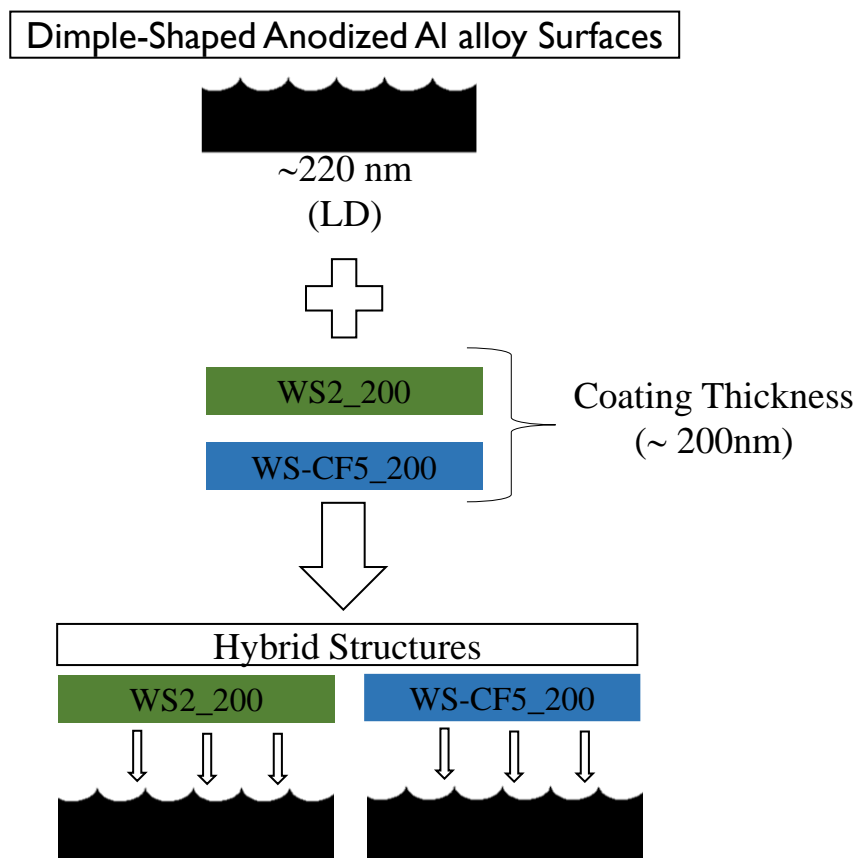 Dimple-Shaped Anodized Al alloy Surfaces
~220 nm
(LD)
WS2_200
WS-CF5_200
Coating Thickness
(~ 200nm)
Hybrid Structures
WS2_200
WS-CF5_200